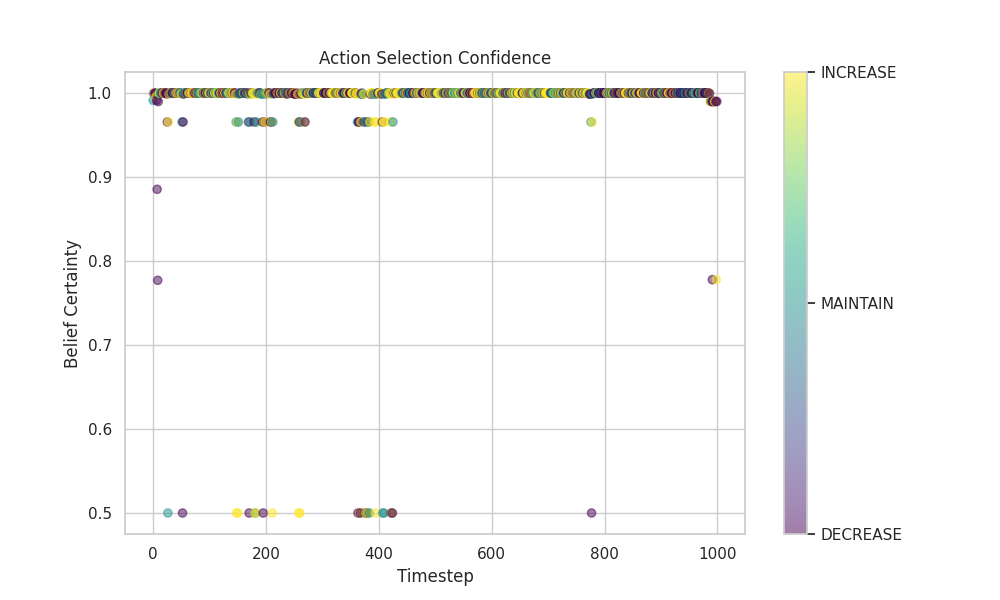 Action Selection Confidence
INCREASE
1.0
0.9
0.8
MAINTAIN
0.7
Belief Certainty
0.6
0.5
DECREASE
0
200
400
600
800
1000
Timestep